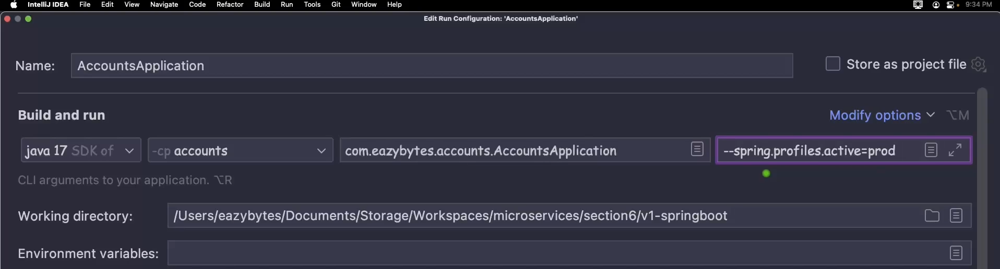 IntelliJ IDEA File Edit View Navigate Code Refactor Build Run Tools Git Window Help 9:34 PM
Edit Run Configuration: 'AccountsApplication'
Name: AccountsApplication Store as project file
Build and run Modify options ⌥M
java 17 SDK of -cp accounts com.eazybytes.accounts.AccountsApplication --spring.profiles.active=prod
CLI arguments to your application. ⌥R
Working directory: /Users/eazybytes/Documents/Storage/Workspaces/microservices/section6/v1-springboot
Environment variables: